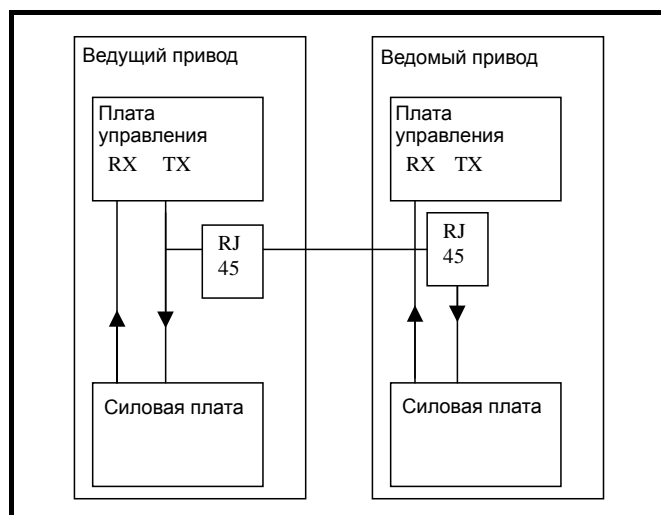 Ведущий привод
Плата
управления
RX TX
RJ
45
Силовая плата
Ведомый привод
Плата
управления
RX TX
RJ
45
Силовая плата